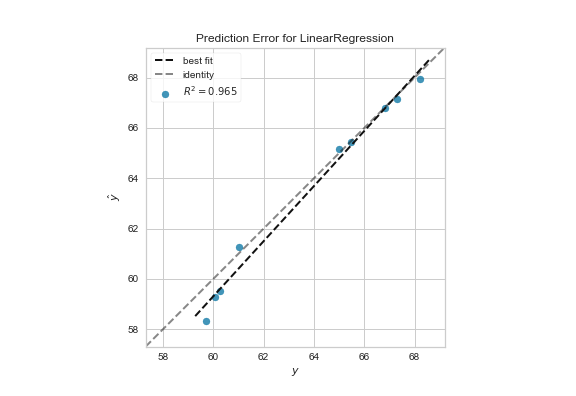 Prediction Error for LinearRegression
best fit
identity
R² = 0.965
68
66
64
62
60
58
ŷ
58 60 62 64 66 68
y